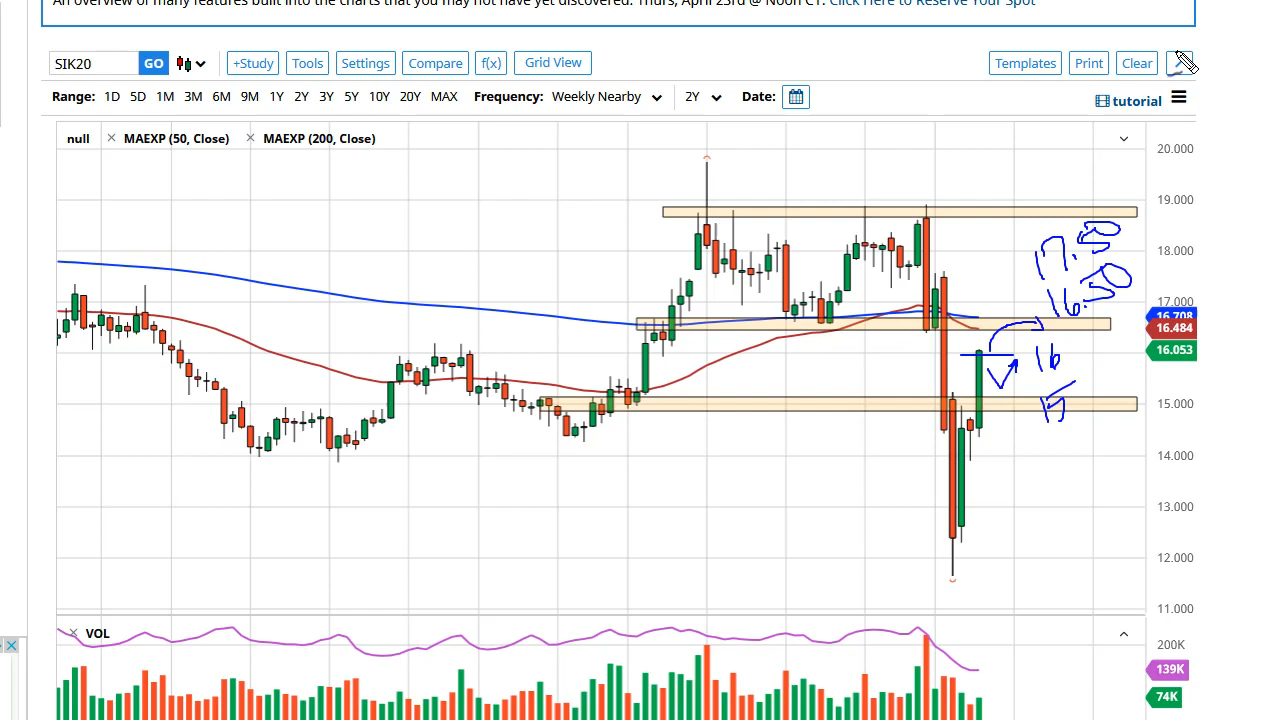 An overview of many features built into the charts that you may not have yet discovered. Thurs, April 23rd @ Noon CT. Click Here to Reserve Your Spot
SIK20 GO +Study Tools Settings Compare f(x) Grid View Templates Print Clear
Range: 1D 5D 1M 3M 6M 9M 1Y 2Y 3Y 5Y 10Y 20Y MAX Frequency: Weekly Nearby 2Y Date: tutorial
null MAEXP (50, Close) MAEXP (200, Close)
20.000
19.000
18.000
17.50
16.50
17.000
16.708
16.484
16.053
16
15
15.000
14.000
13.000
12.000
11.000
VOL
200K
139K
74K